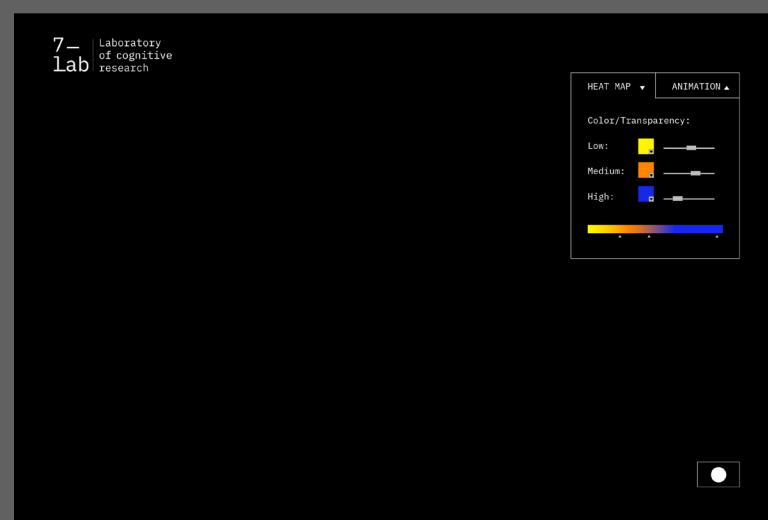 7–
lab
Laboratory
of cognitive
research
HEAT MAP ▼
ANIMATION ▲
Color/Transparency:
Low:
Medium:
High: